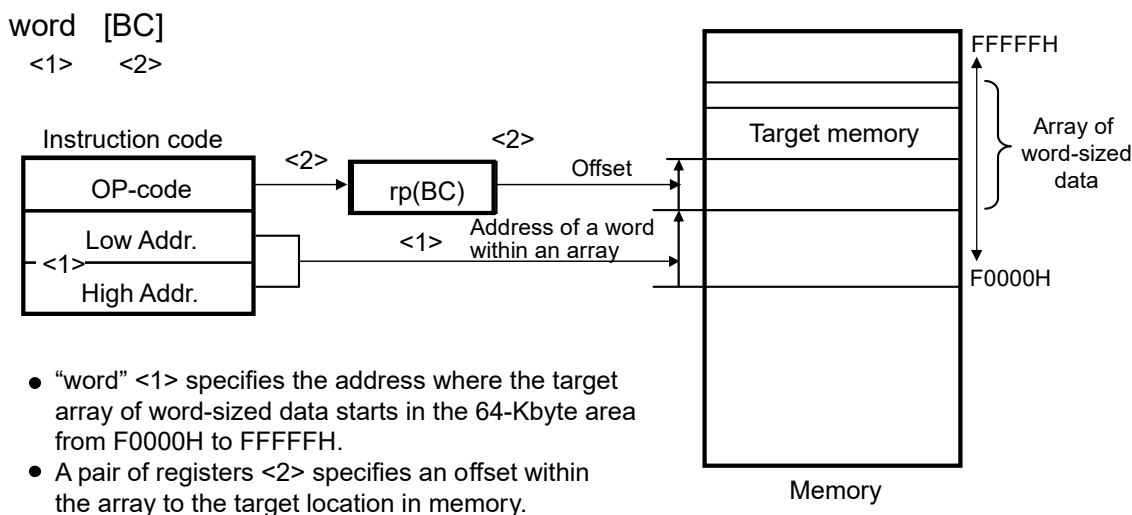 word [BC]
<1> <2>
FFFFFH
Instruction code
OP-code
Low Addr.
<1>
High Addr.
<2>
rp(BC)
<2>
Offset
<1>
Address of a word
within an array
Target memory
Array of
word-sized
data
F0000H
Memory
● “word” <1> specifies the address where the target
array of word-sized data starts in the 64-Kbyte area
from F0000H to FFFFFH.
● A pair of registers <2> specifies an offset within
the array to the target location in memory.